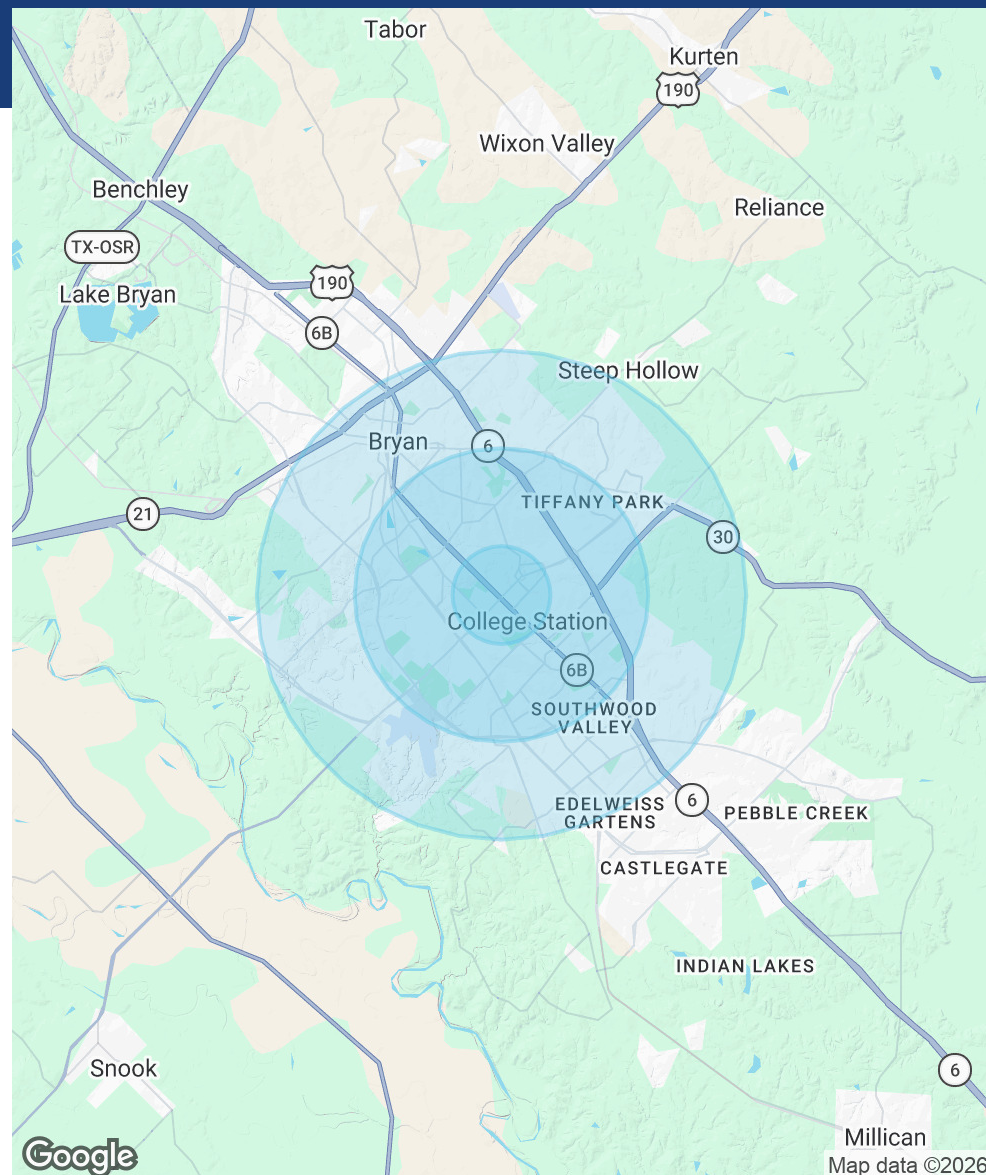 Tabor
Kurten
190
Wixon Valley
Benchley
Reliance
TX-OSR
190
Lake Bryan
6B
Steep Hollow
Bryan
6
TIFFANY PARK
21
30
College Station
6B
SOUTHWOOD
VALLEY
EDELWEISS
GARTENS
6
PEBBLE CREEK
CASTLEGATE
INDIAN LAKES
Snook
6
Millican
Google
Map data ©2026